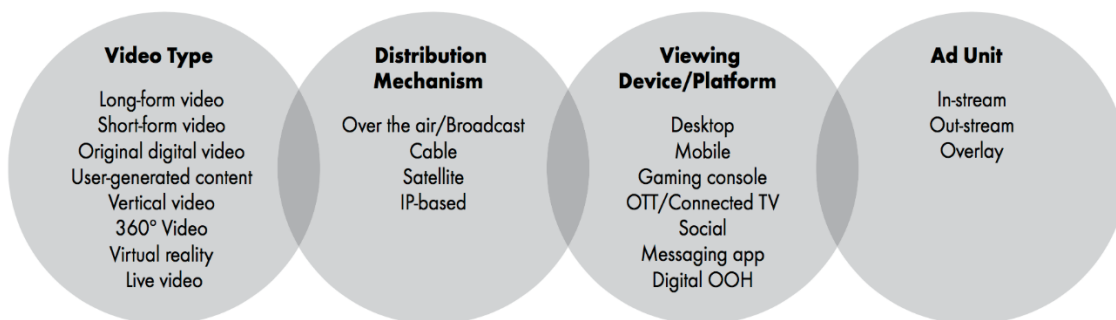 Video Type
Long-form video
Short-form video
Original digital video
User-generated content
Vertical video
360° Video
Virtual reality
Live video
Distribution
Mechanism
Over the air/Broadcast
Cable
Satellite
IP-based
Viewing
Device/Platform
Desktop
Mobile
Gaming console
OTT/Connected TV
Social
Messaging app
Digital OOH
Ad Unit
In-stream
Out-stream
Overlay